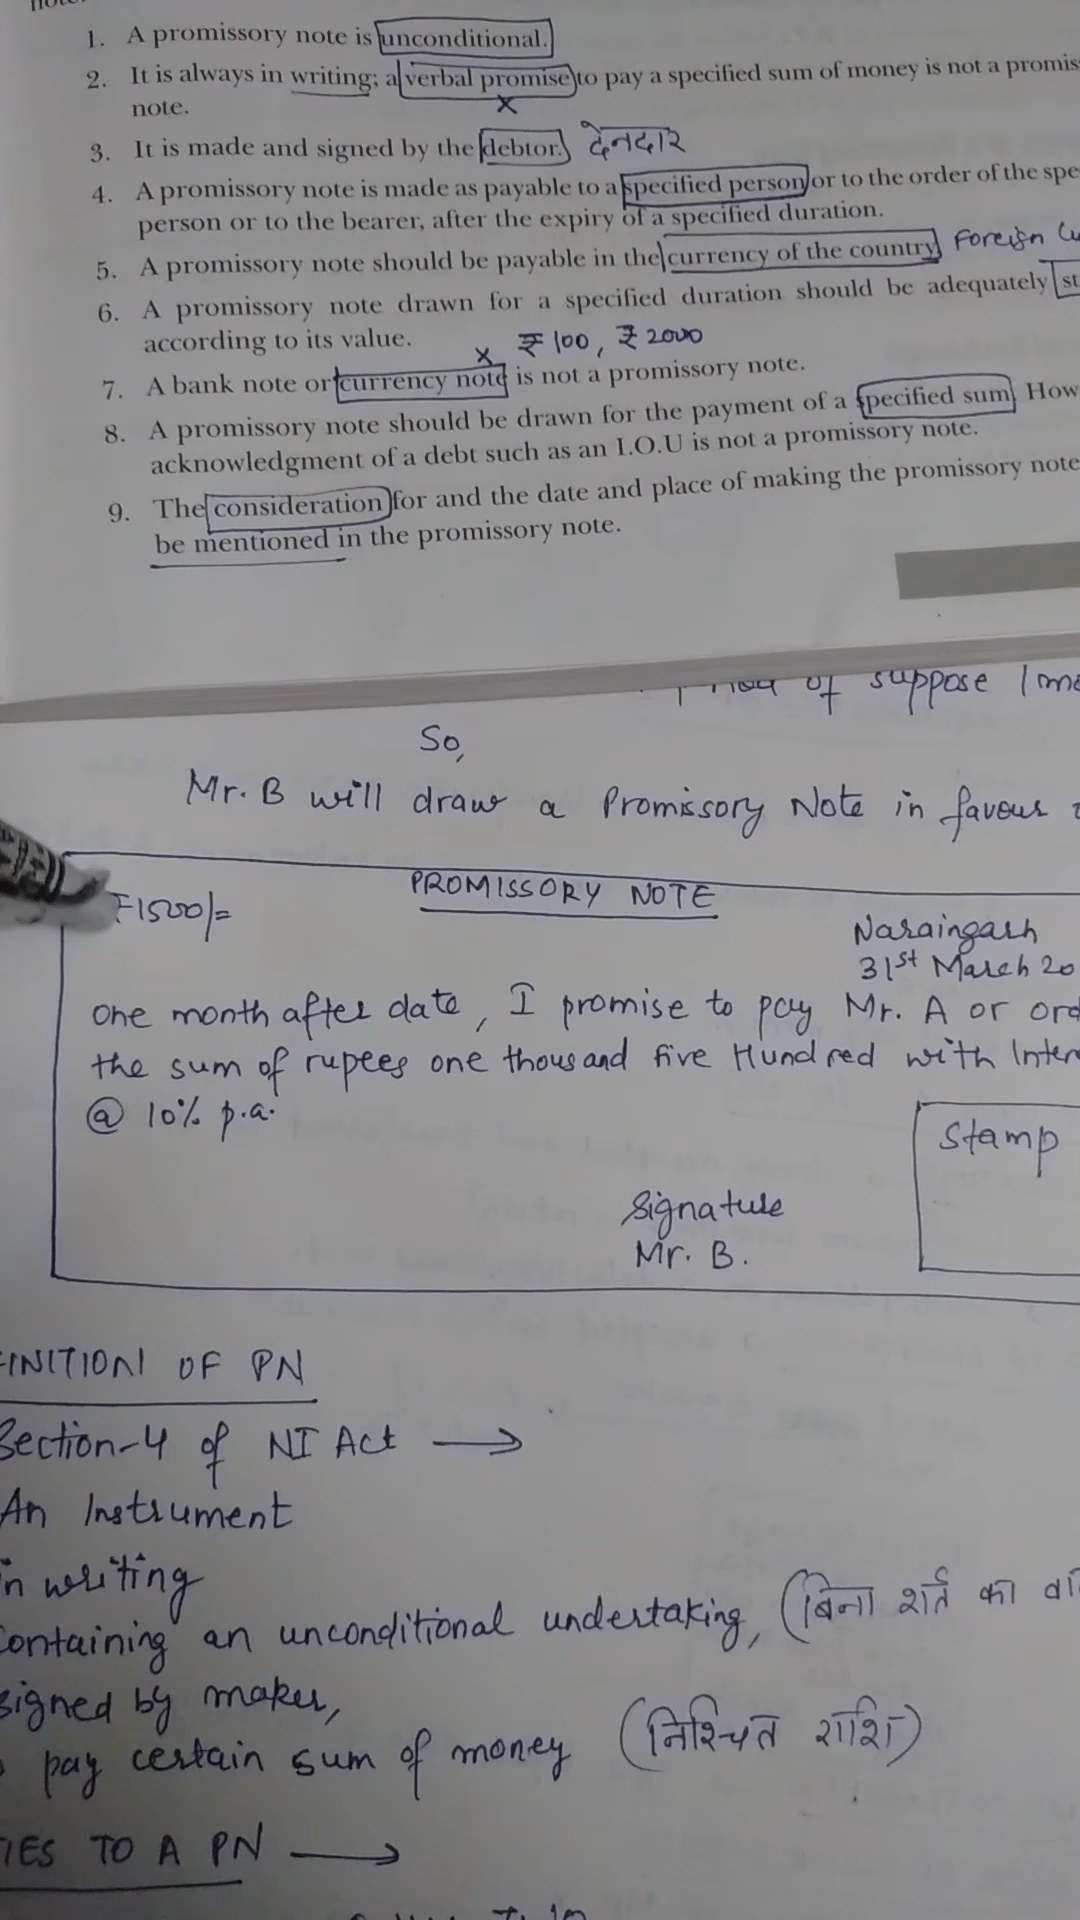 1. A promissory note is unconditional.
2. It is always in writing; a verbal promise to pay a specified sum of money is not a promis
note.
x
3. It is made and signed by the debtor. देनदार
4. A promissory note is made as payable to a specified person or to the order of the spe
person or to the bearer, after the expiry of a specified duration.
5. A promissory note should be payable in the currency of the country Foreign Cu
6. A promissory note drawn for a specified duration should be adequately st
according to its value.
x ₹100, ₹2000
7. A bank note or currency note is not a promissory note.
8. A promissory note should be drawn for the payment of a specified sum. How
acknowledgment of a debt such as an I.O.U is not a promissory note.
9. The consideration for and the date and place of making the promissory note
be mentioned in the promissory note.
of suppose 1 mo
So,
Mr. B will draw a Promissory Note in favour
PROMISSORY NOTE
₹1500/=
Naraingarh
31st March 20
One month after date, I promise to pay Mr. A or ord
the sum of rupees one thousand five Hundred with Inter
@ 10% p.a.
Stamp
Signature
Mr. B.
FINITION OF PN
Section-4 of NI Act →
An Instrument
in writing
Containing an unconditional undertaking, (बिना शर्त का वा
signed by maker,
pay certain sum of money (निश्चित राशि)
IES TO A PN →